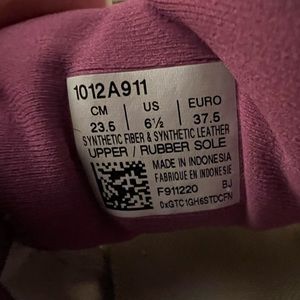 1012A911
CM US EURO
23.5 6½ 37.5
SYNTHETIC FIBER & SYNTHETIC LEATHER
UPPER / RUBBER SOLE
MADE IN INDONESIA
FABRIQUE EN INDONESIE
F911220 BJ
0xGTC1GH6STDCFN